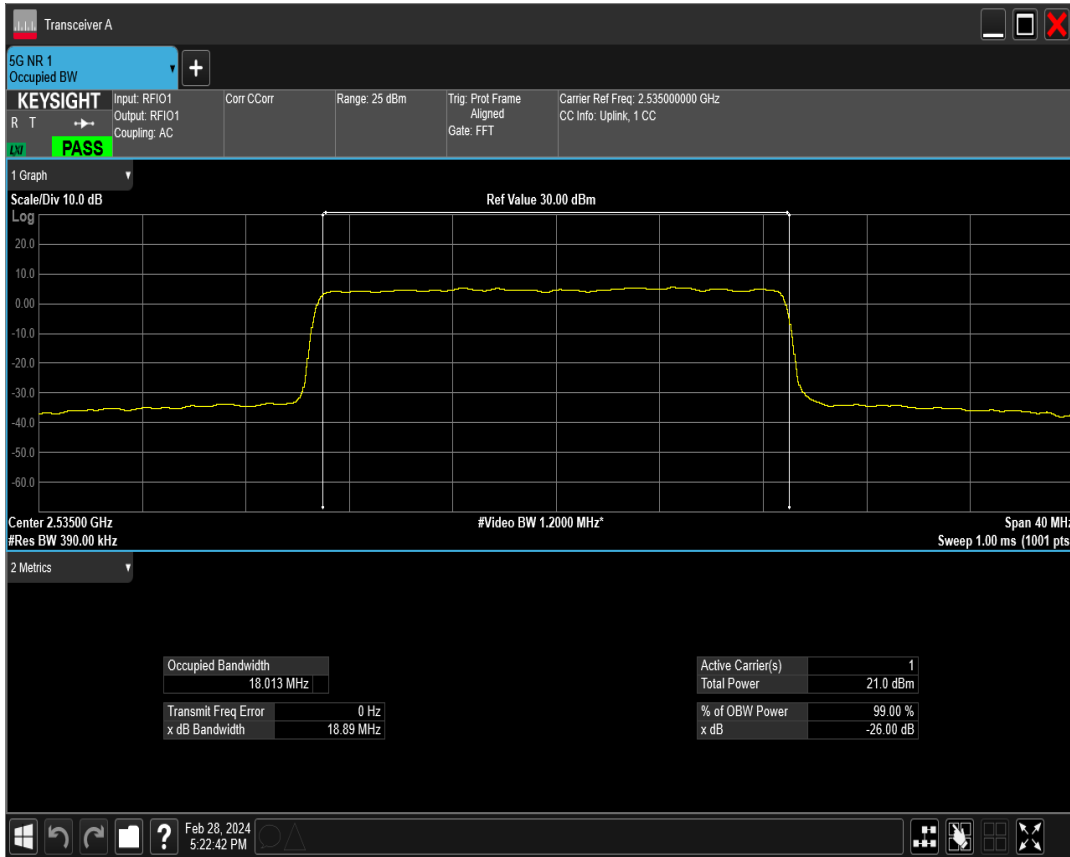 Transceiver A
5G NR 1
Occupied BW
KEYSIGHT
R T
LXI
PASS
Input: RFIO1
Output: RFIO1
Coupling: AC
Corr CCorr
Range: 25 dBm
Trig: Prot Frame
Aligned
Gate: FFT
Carrier Ref Freq: 2.535000000 GHz
CC Info: Uplink, 1 CC
1 Graph
Scale/Div 10.0 dB
Ref Value 30.00 dBm
Log
20.0
10.0
0.00
-10.0
-20.0
-30.0
-40.0
-50.0
-60.0
Center 2.53500 GHz
#Video BW 1.2000 MHz*
Span 40 MHz
#Res BW 390.00 kHz
Sweep 1.00 ms (1001 pts
2 Metrics
Occupied Bandwidth
18.013 MHz
Transmit Freq Error 0 Hz
x dB Bandwidth 18.89 MHz
Active Carrier(s) 1
Total Power 21.0 dBm
% of OBW Power 99.00 %
x dB -26.00 dB
?
Feb 28, 2024
5:22:42 PM